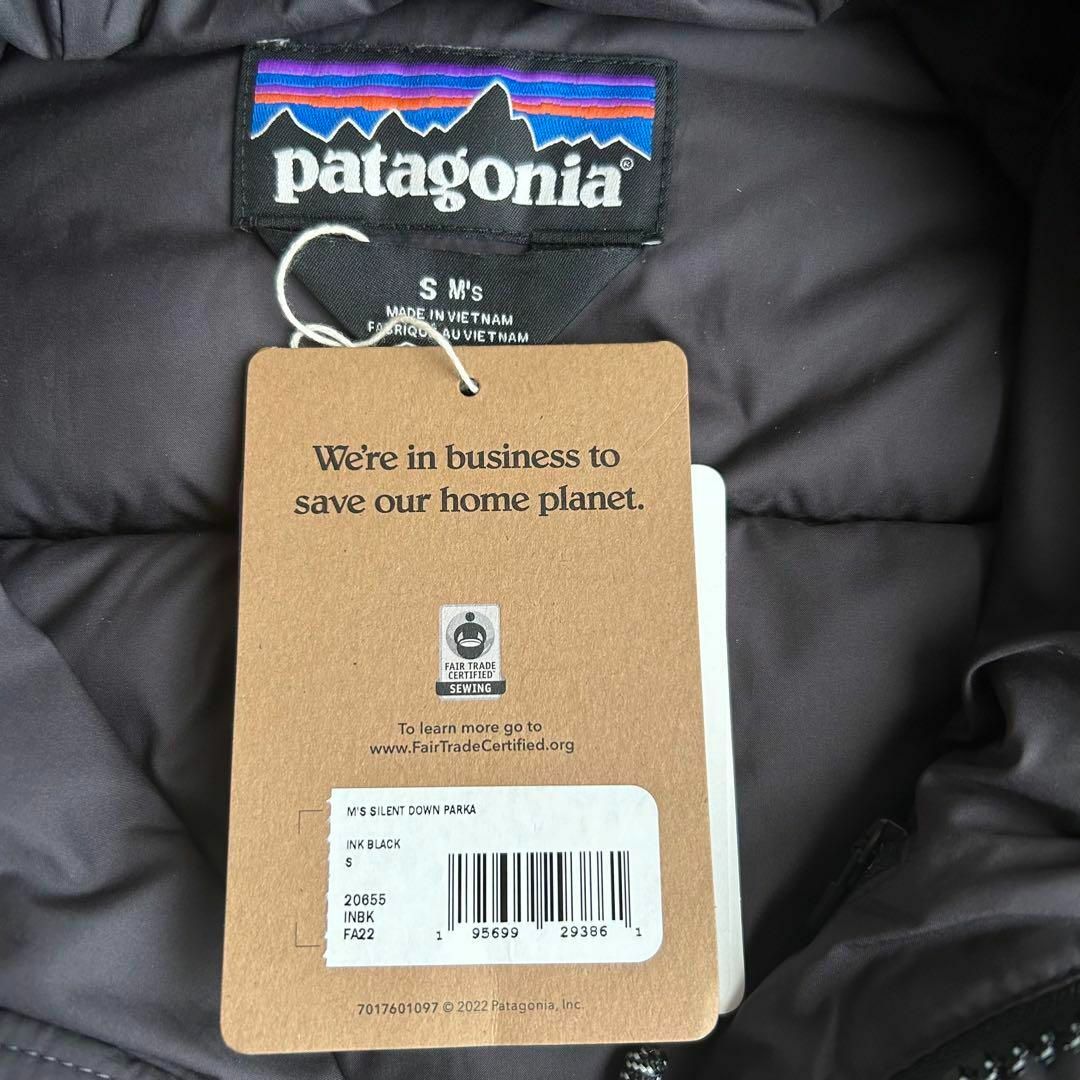 patagonia®
S M's
MADE IN VIETNAM
FABRIQUÉ AU VIETNAM
We're in business to
save our home planet.
FAIR TRADE
CERTIFIED™
SEWING
To learn more go to
www.FairTradeCertified.org
M'S SILENT DOWN PARKA
INK BLACK
S
20655
INBK
FA22
1 95699 29386 1
7017601097 © 2022 Patagonia, Inc.